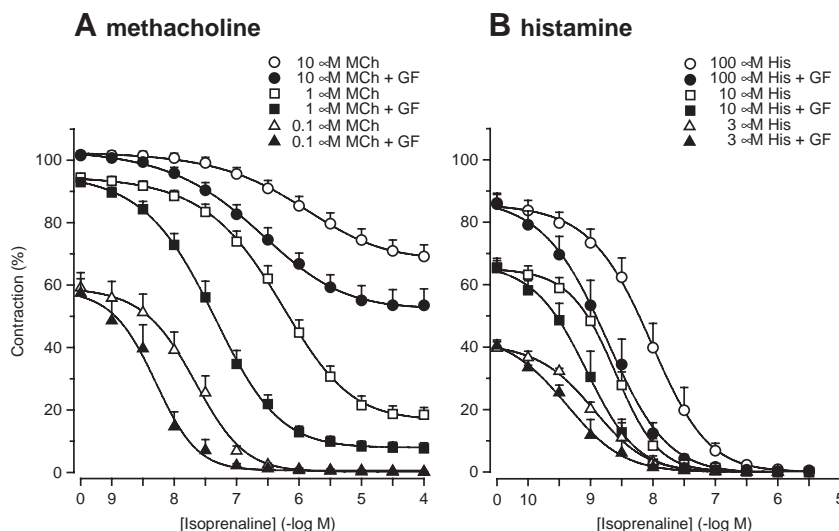 A methacholine
10 ∝M MCh
10 ∝M MCh + GF
1 ∝M MCh
1 ∝M MCh + GF
0.1 ∝M MCh
0.1 ∝M MCh + GF
Contraction (%)
100
80
60
40
20
0
0 9 8 7 6 5 4
[Isoprenaline] (-log M)
B histamine
100 ∝M His
100 ∝M His + GF
10 ∝M His
10 ∝M His + GF
3 ∝M His
3 ∝M His + GF
100
80
60
40
20
0
0 10 9 8 7 6 5
[Isoprenaline] (-log M)